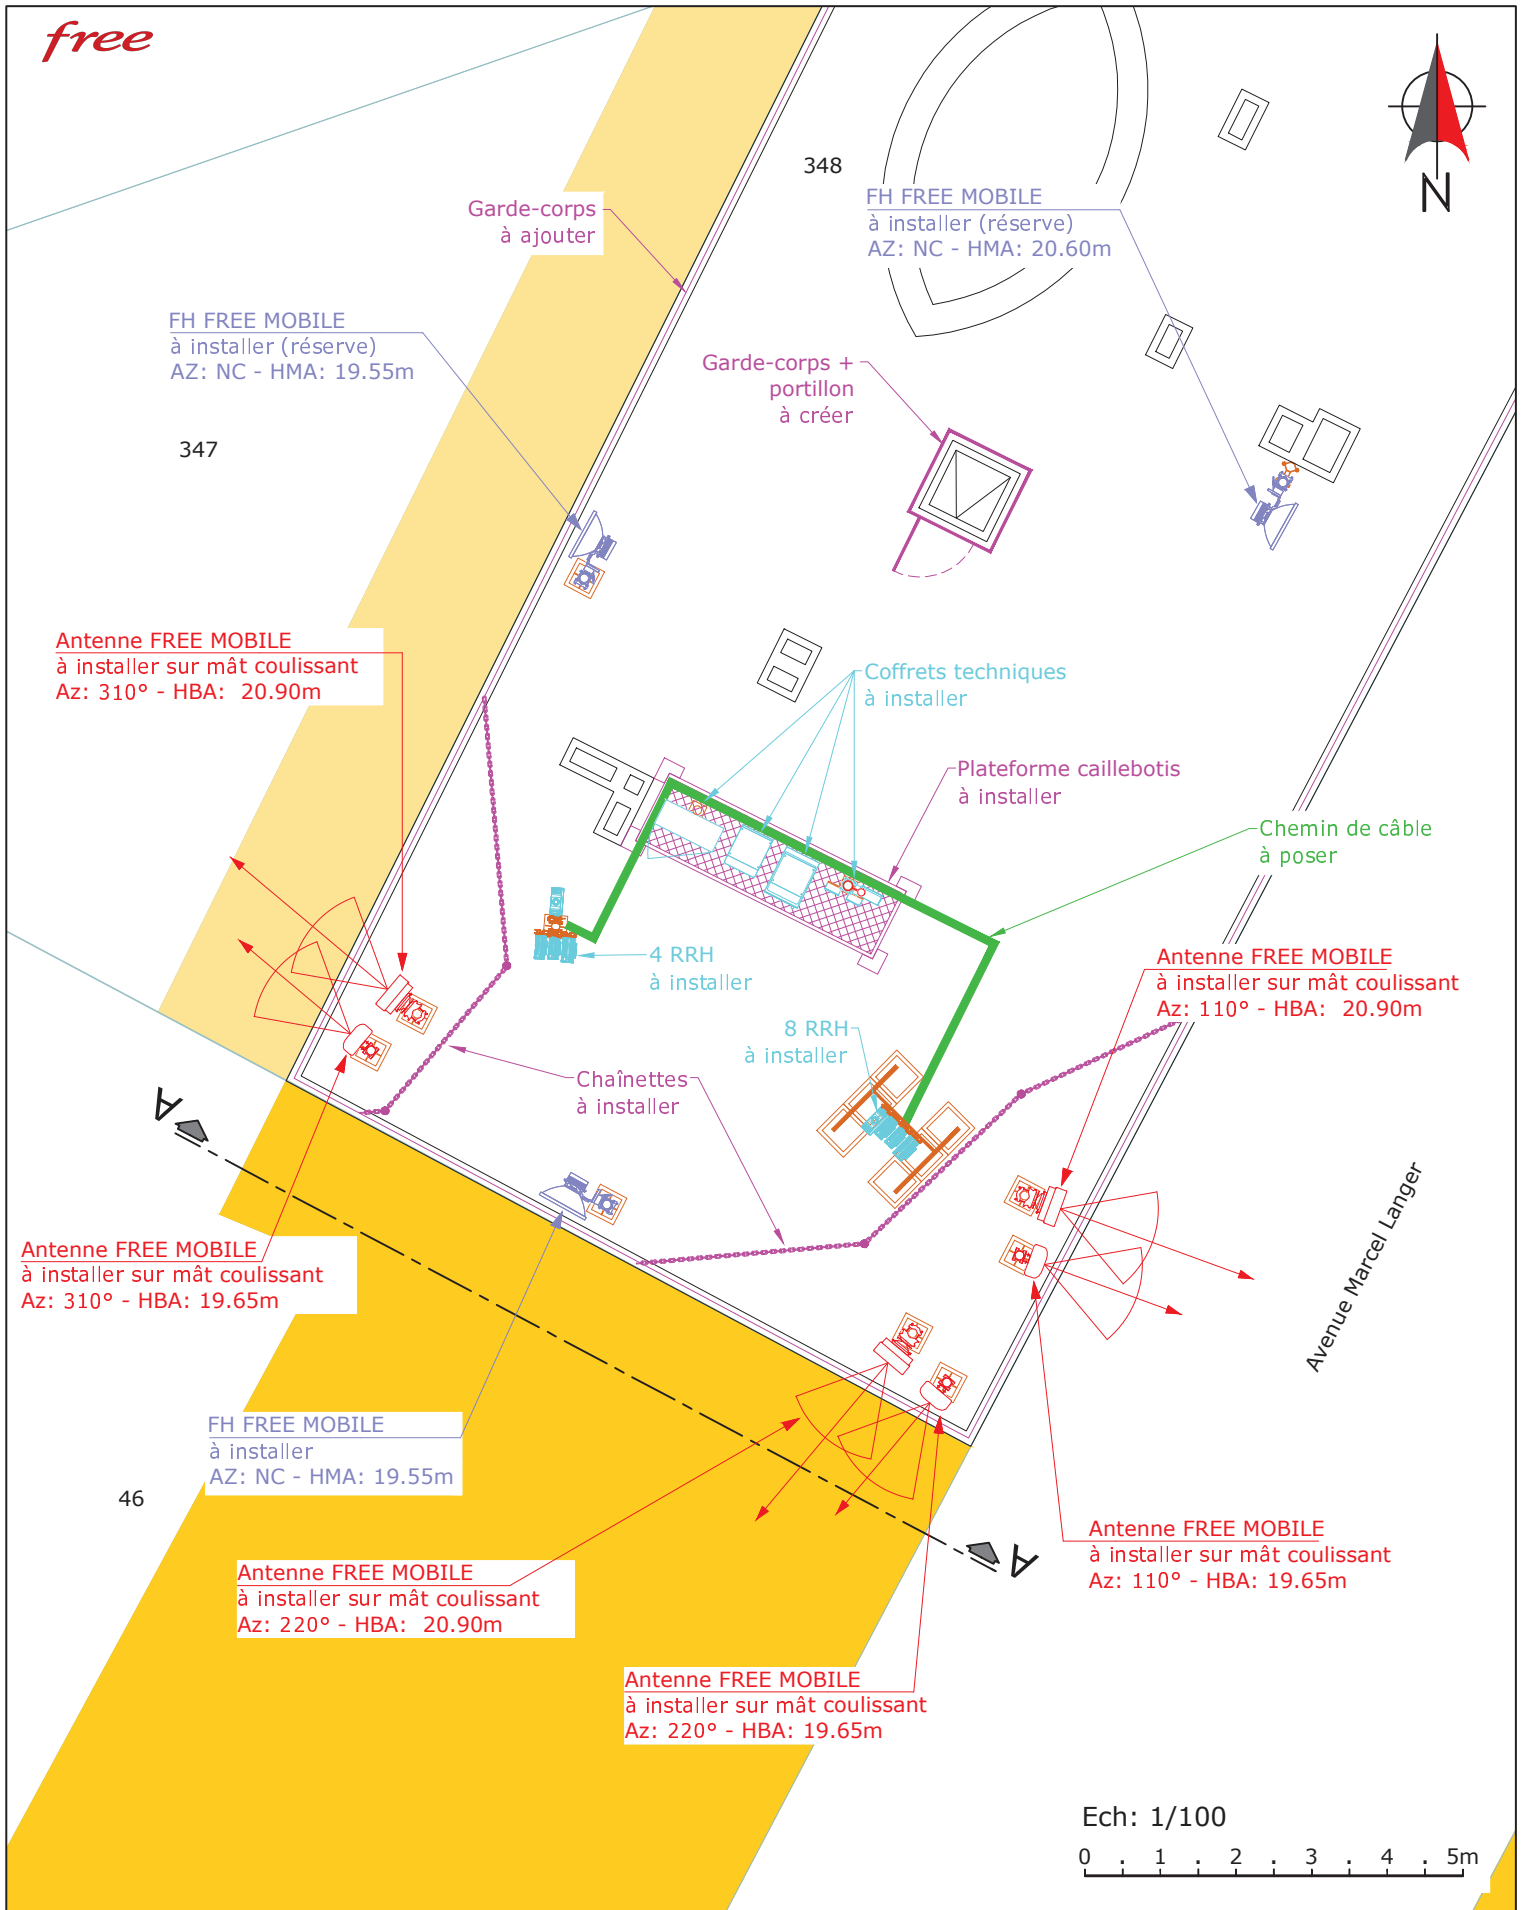 free
348
N
Garde-corps
à ajouter
FH FREE MOBILE
à installer (réserve)
AZ: NC - HMA: 20.60m
FH FREE MOBILE
à installer (réserve)
AZ: NC - HMA: 19.55m
Garde-corps +
portillon
à créer
347
Antenne FREE MOBILE
à installer sur mât coulissant
Az: 310° - HBA: 20.90m
Coffrets techniques
à installer
Plateforme caillebotis
à installer
Chemin de câble
à poser
4 RRH
à installer
Antenne FREE MOBILE
à installer sur mât coulissant
Az: 110° - HBA: 20.90m
8 RRH
à installer
Chaînettes
à installer
A
Avenue Marcel Langer
Antenne FREE MOBILE
à installer sur mât coulissant
Az: 310° - HBA: 19.65m
FH FREE MOBILE
à installer
AZ: NC - HMA: 19.55m
46
A
Antenne FREE MOBILE
à installer sur mât coulissant
Az: 110° - HBA: 19.65m
Antenne FREE MOBILE
à installer sur mât coulissant
Az: 220° - HBA: 20.90m
Antenne FREE MOBILE
à installer sur mât coulissant
Az: 220° - HBA: 19.65m
Ech: 1/100
0 . 1 . 2 . 3 . 4 . 5m